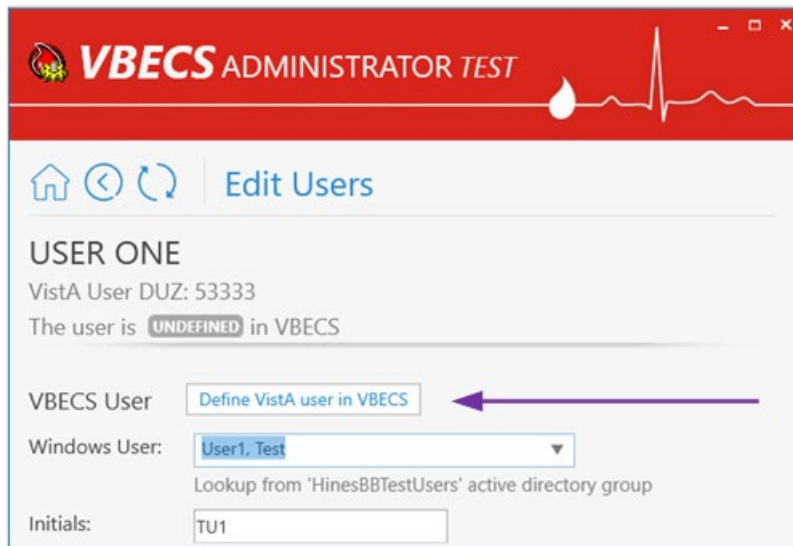 VBECS ADMINISTRATOR TEST
Edit Users
USER ONE
VistA User DUZ: 53333
The user is UNDEFINED in VBECS
VBECS User Define VistA user in VBECS
Windows User: User1, Test
Lookup from 'HinesBBTestUsers' active directory group
Initials: TU1